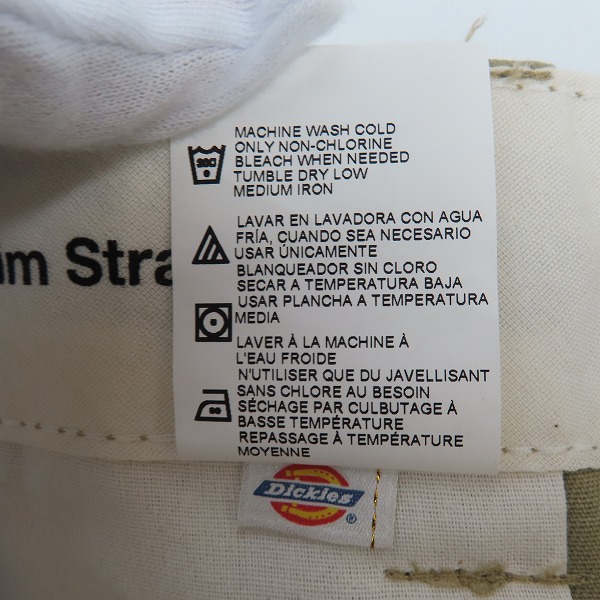 MACHINE WASH COLD
ONLY NON-CHLORINE
BLEACH WHEN NEEDED
TUMBLE DRY LOW
MEDIUM IRON
LAVAR EN LAVADORA CON AGUA
FRÍA, CUANDO SEA NECESARIO
USAR ÚNICAMENTE
BLANQUEADOR SIN CLORO
SECAR A TEMPERATURA BAJA
USAR PLANCHA A TEMPERATURA
MEDIA
LAVER À LA MACHINE À
L'EAU FROIDE
N'UTILISER QUE DU JAVELLISANT
SANS CHLORE AU BESOIN
SÉCHAGE PAR CULBUTAGE À
BASSE TEMPÉRATURE
REPASSAGE À TEMPÉRATURE
MOYENNE
Dickies
®